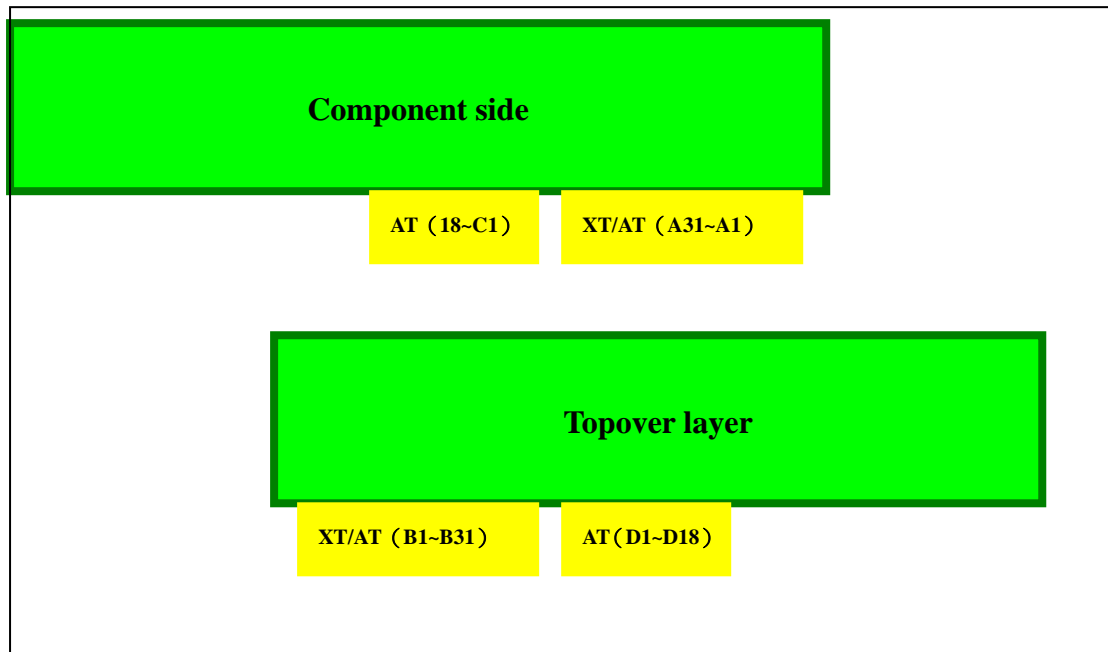 Component side
AT（18~C1） XT/AT（A31~A1）
Topover layer
XT/AT（B1~B31） AT（D1~D18）